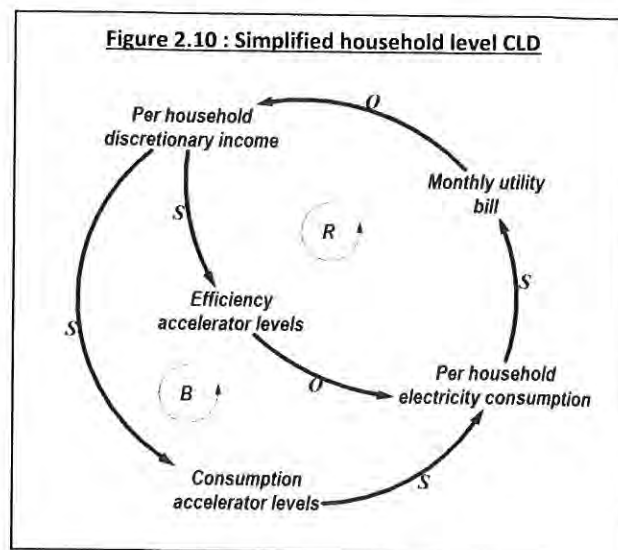 Figure 2.10 : Simplified household level CLD
O
Per household
discretionary income
Monthly utility
bill
S
R
S
Efficiency
accelerator levels
S
B
O
Per household
electricity consumption
Consumption
accelerator levels
S